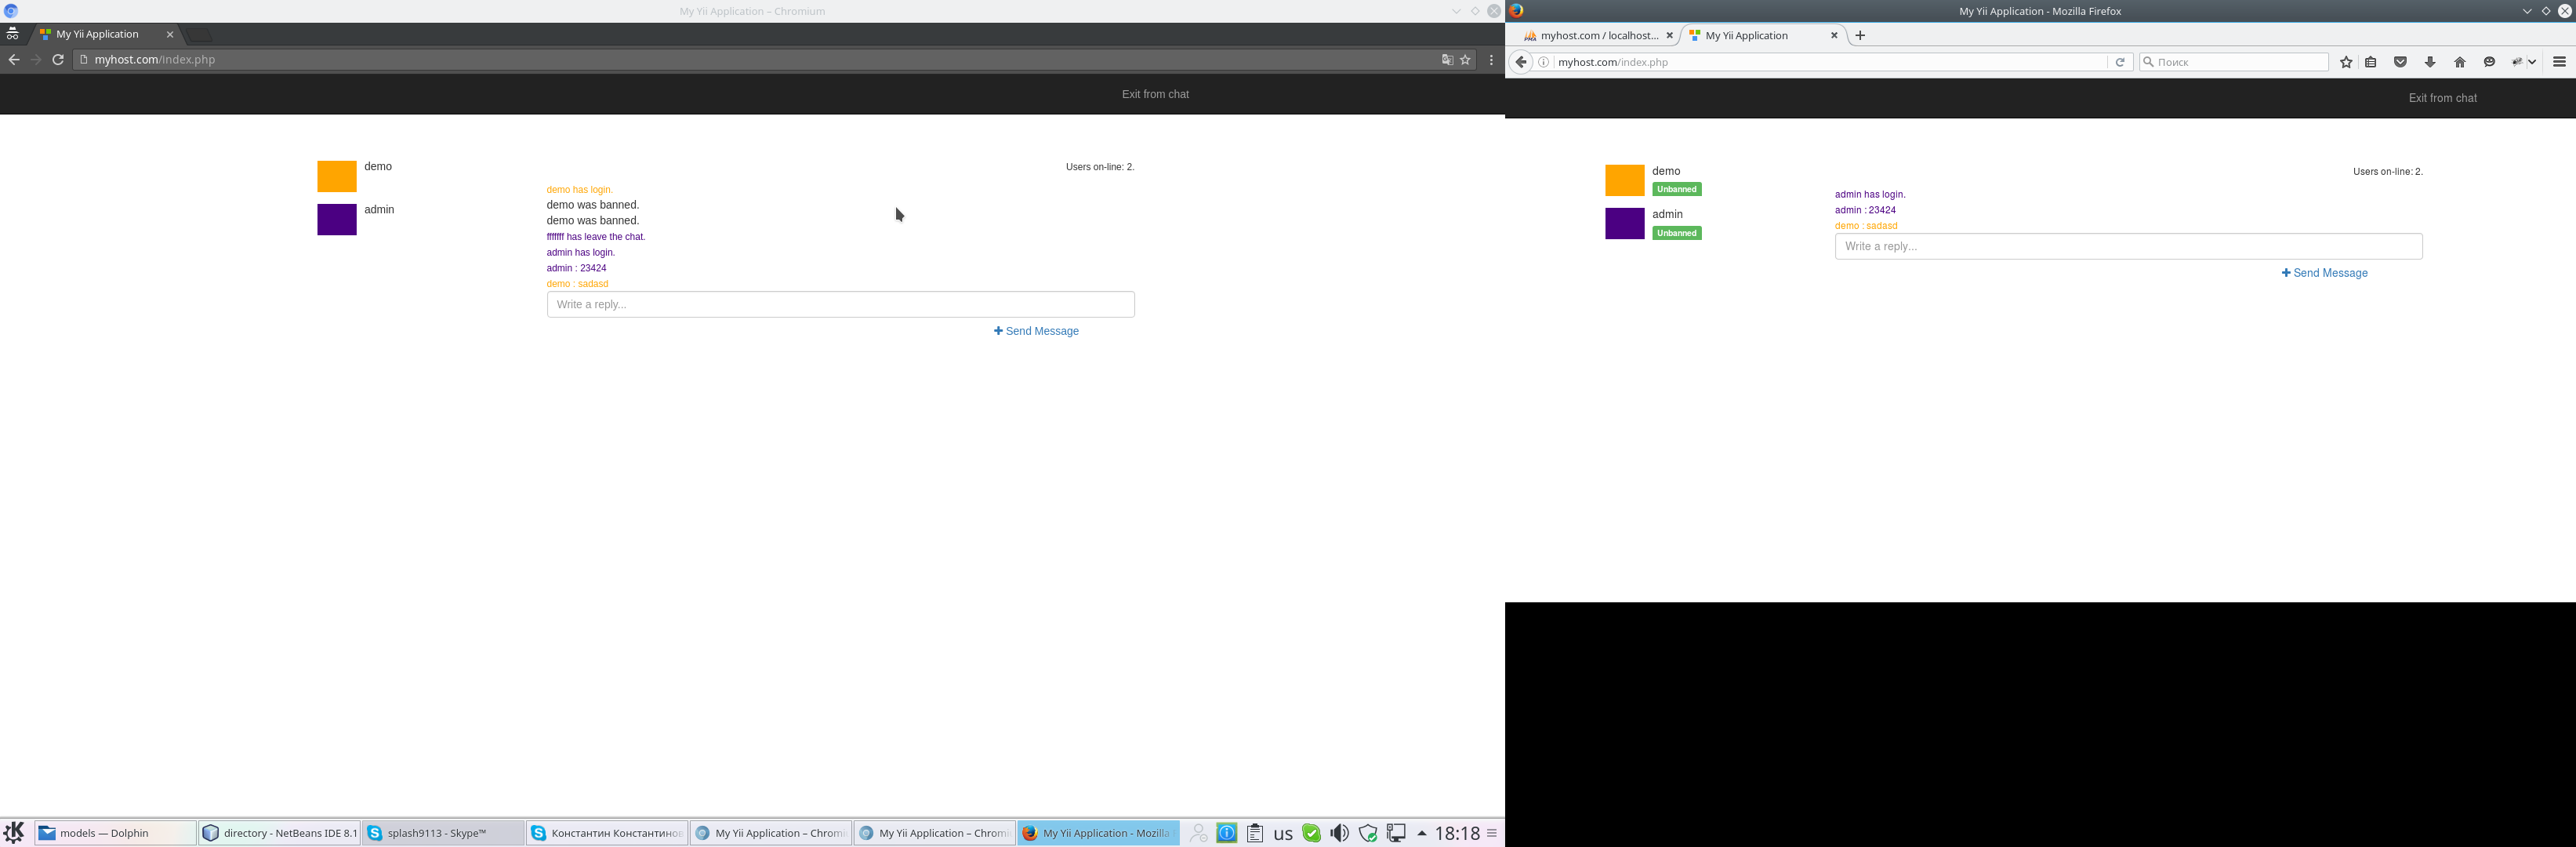 My Yii Application – Chromium
My Yii Application
myhost.com/index.php
Exit from chat
demo
admin
Users on-line: 2.
demo has login.
demo was banned.
demo was banned.
fffffff has leave the chat.
admin has login.
admin : 23424
demo : sadasd
Write a reply...
Send Message
models — Dolphin
directory - NetBeans IDE 8.1
splash9113 - Skype™
Константин Константинов
My Yii Application – Chromi
My Yii Application – Chromi
My Yii Application - Mozilla
us
18:18
My Yii Application - Mozilla Firefox
myhost.com / localhost...
My Yii Application
myhost.com/index.php
Поиск
Exit from chat
demo
Unbanned
admin
Unbanned
Users on-line: 2.
admin has login.
admin : 23424
demo : sadasd
Write a reply...
Send Message